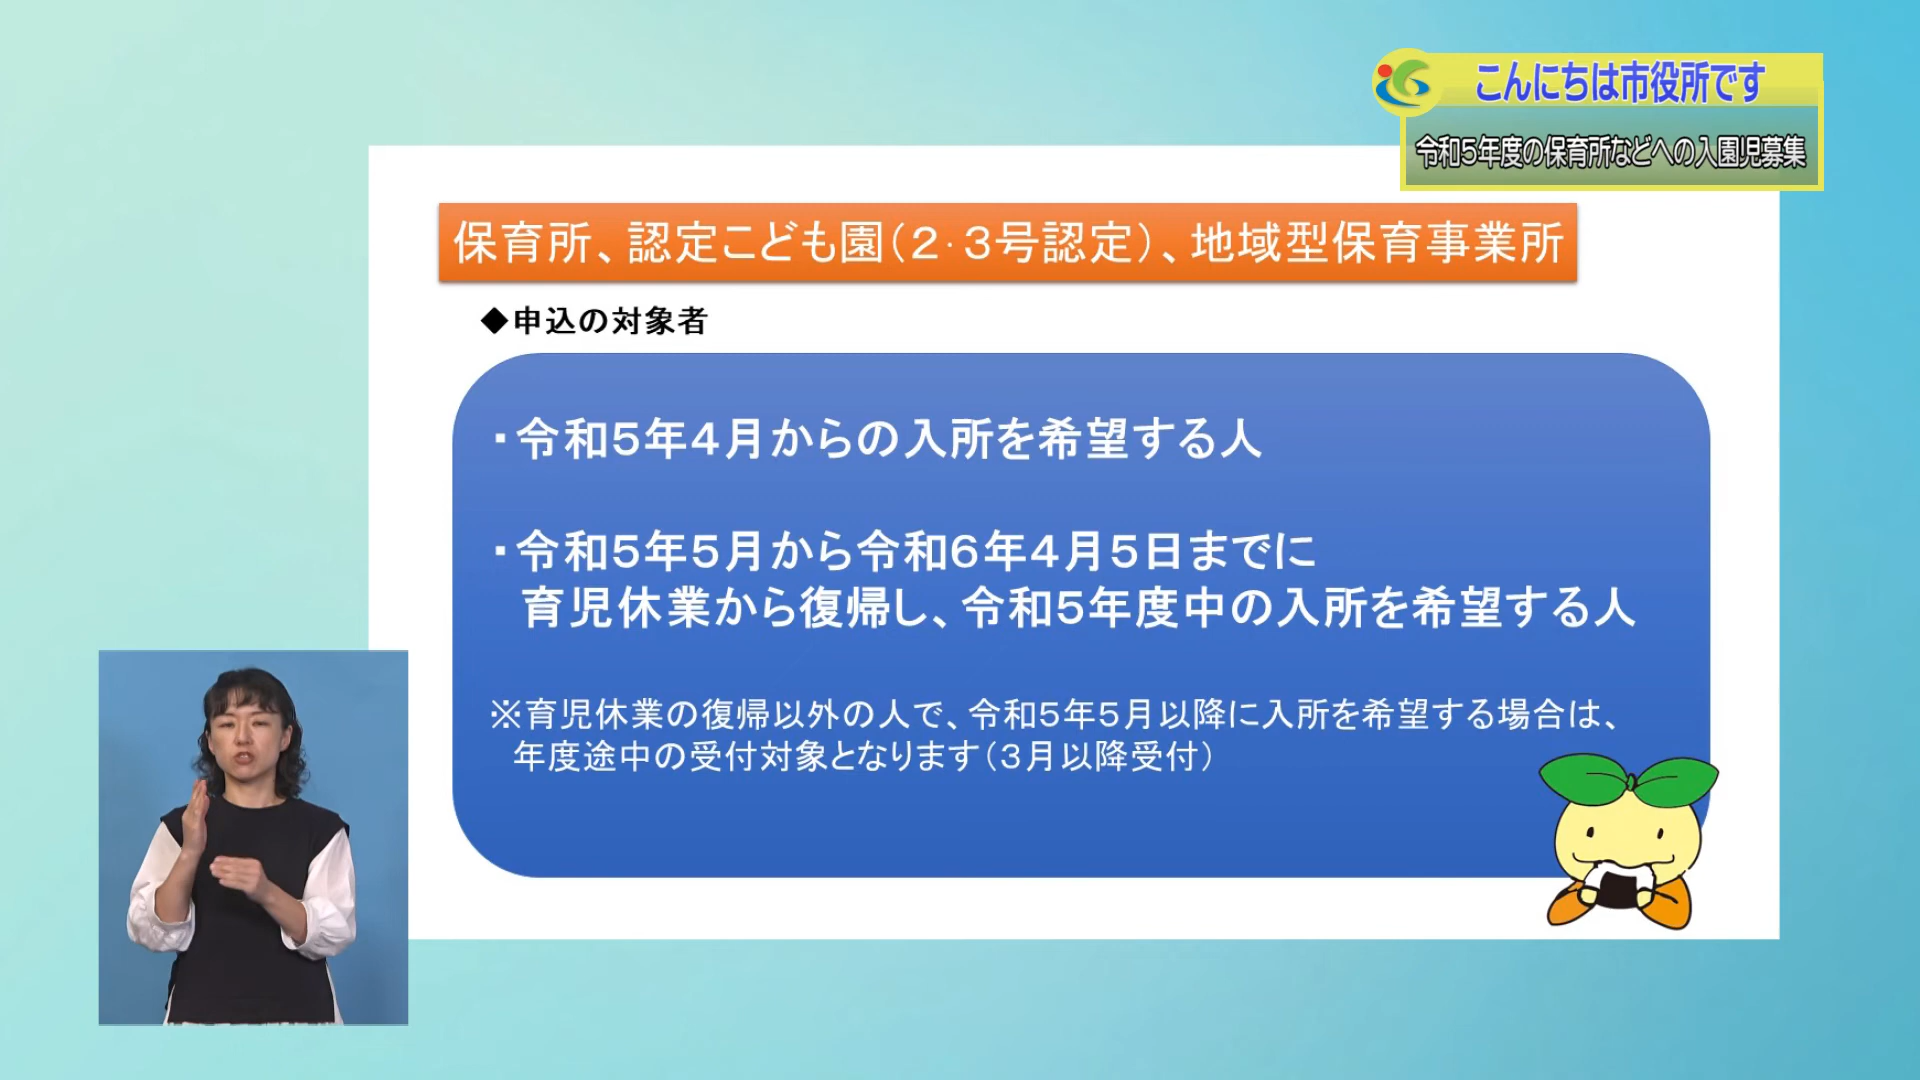 こんにちは市役所です
令和5年度の保育所などへの入園児募集
保育所、認定こども園（2・3号認定）、地域型保育事業所
◆申込の対象者
・令和5年4月からの入所を希望する人
・令和5年5月から令和6年4月5日までに
育児休業から復帰し、令和5年度中の入所を希望する人
※育児休業の復帰以外の人で、令和5年5月以降に入所を希望する場合は、
年度途中の受付対象となります（3月以降受付）